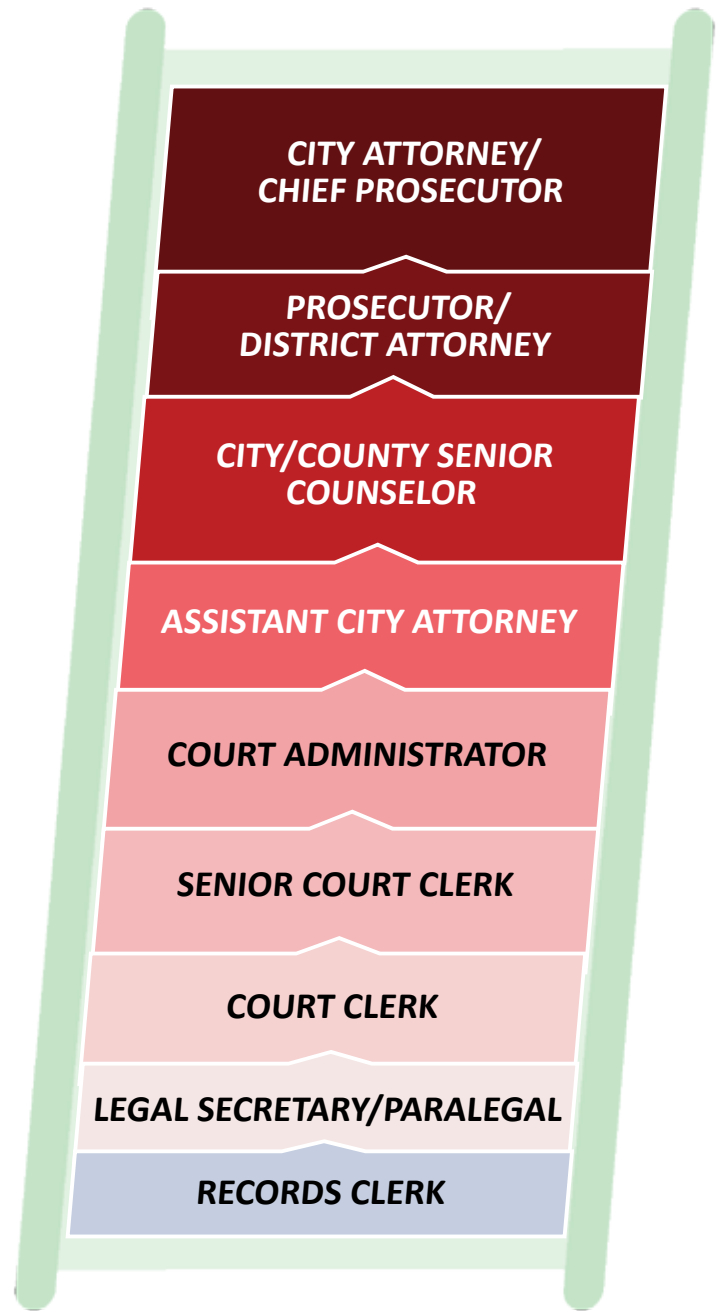 CITY ATTORNEY/
CHIEF PROSECUTOR
PROSECUTOR/
DISTRICT ATTORNEY
CITY/COUNTY SENIOR
COUNSELOR
ASSISTANT CITY ATTORNEY
COURT ADMINISTRATOR
SENIOR COURT CLERK
COURT CLERK
LEGAL SECRETARY/PARALEGAL
RECORDS CLERK